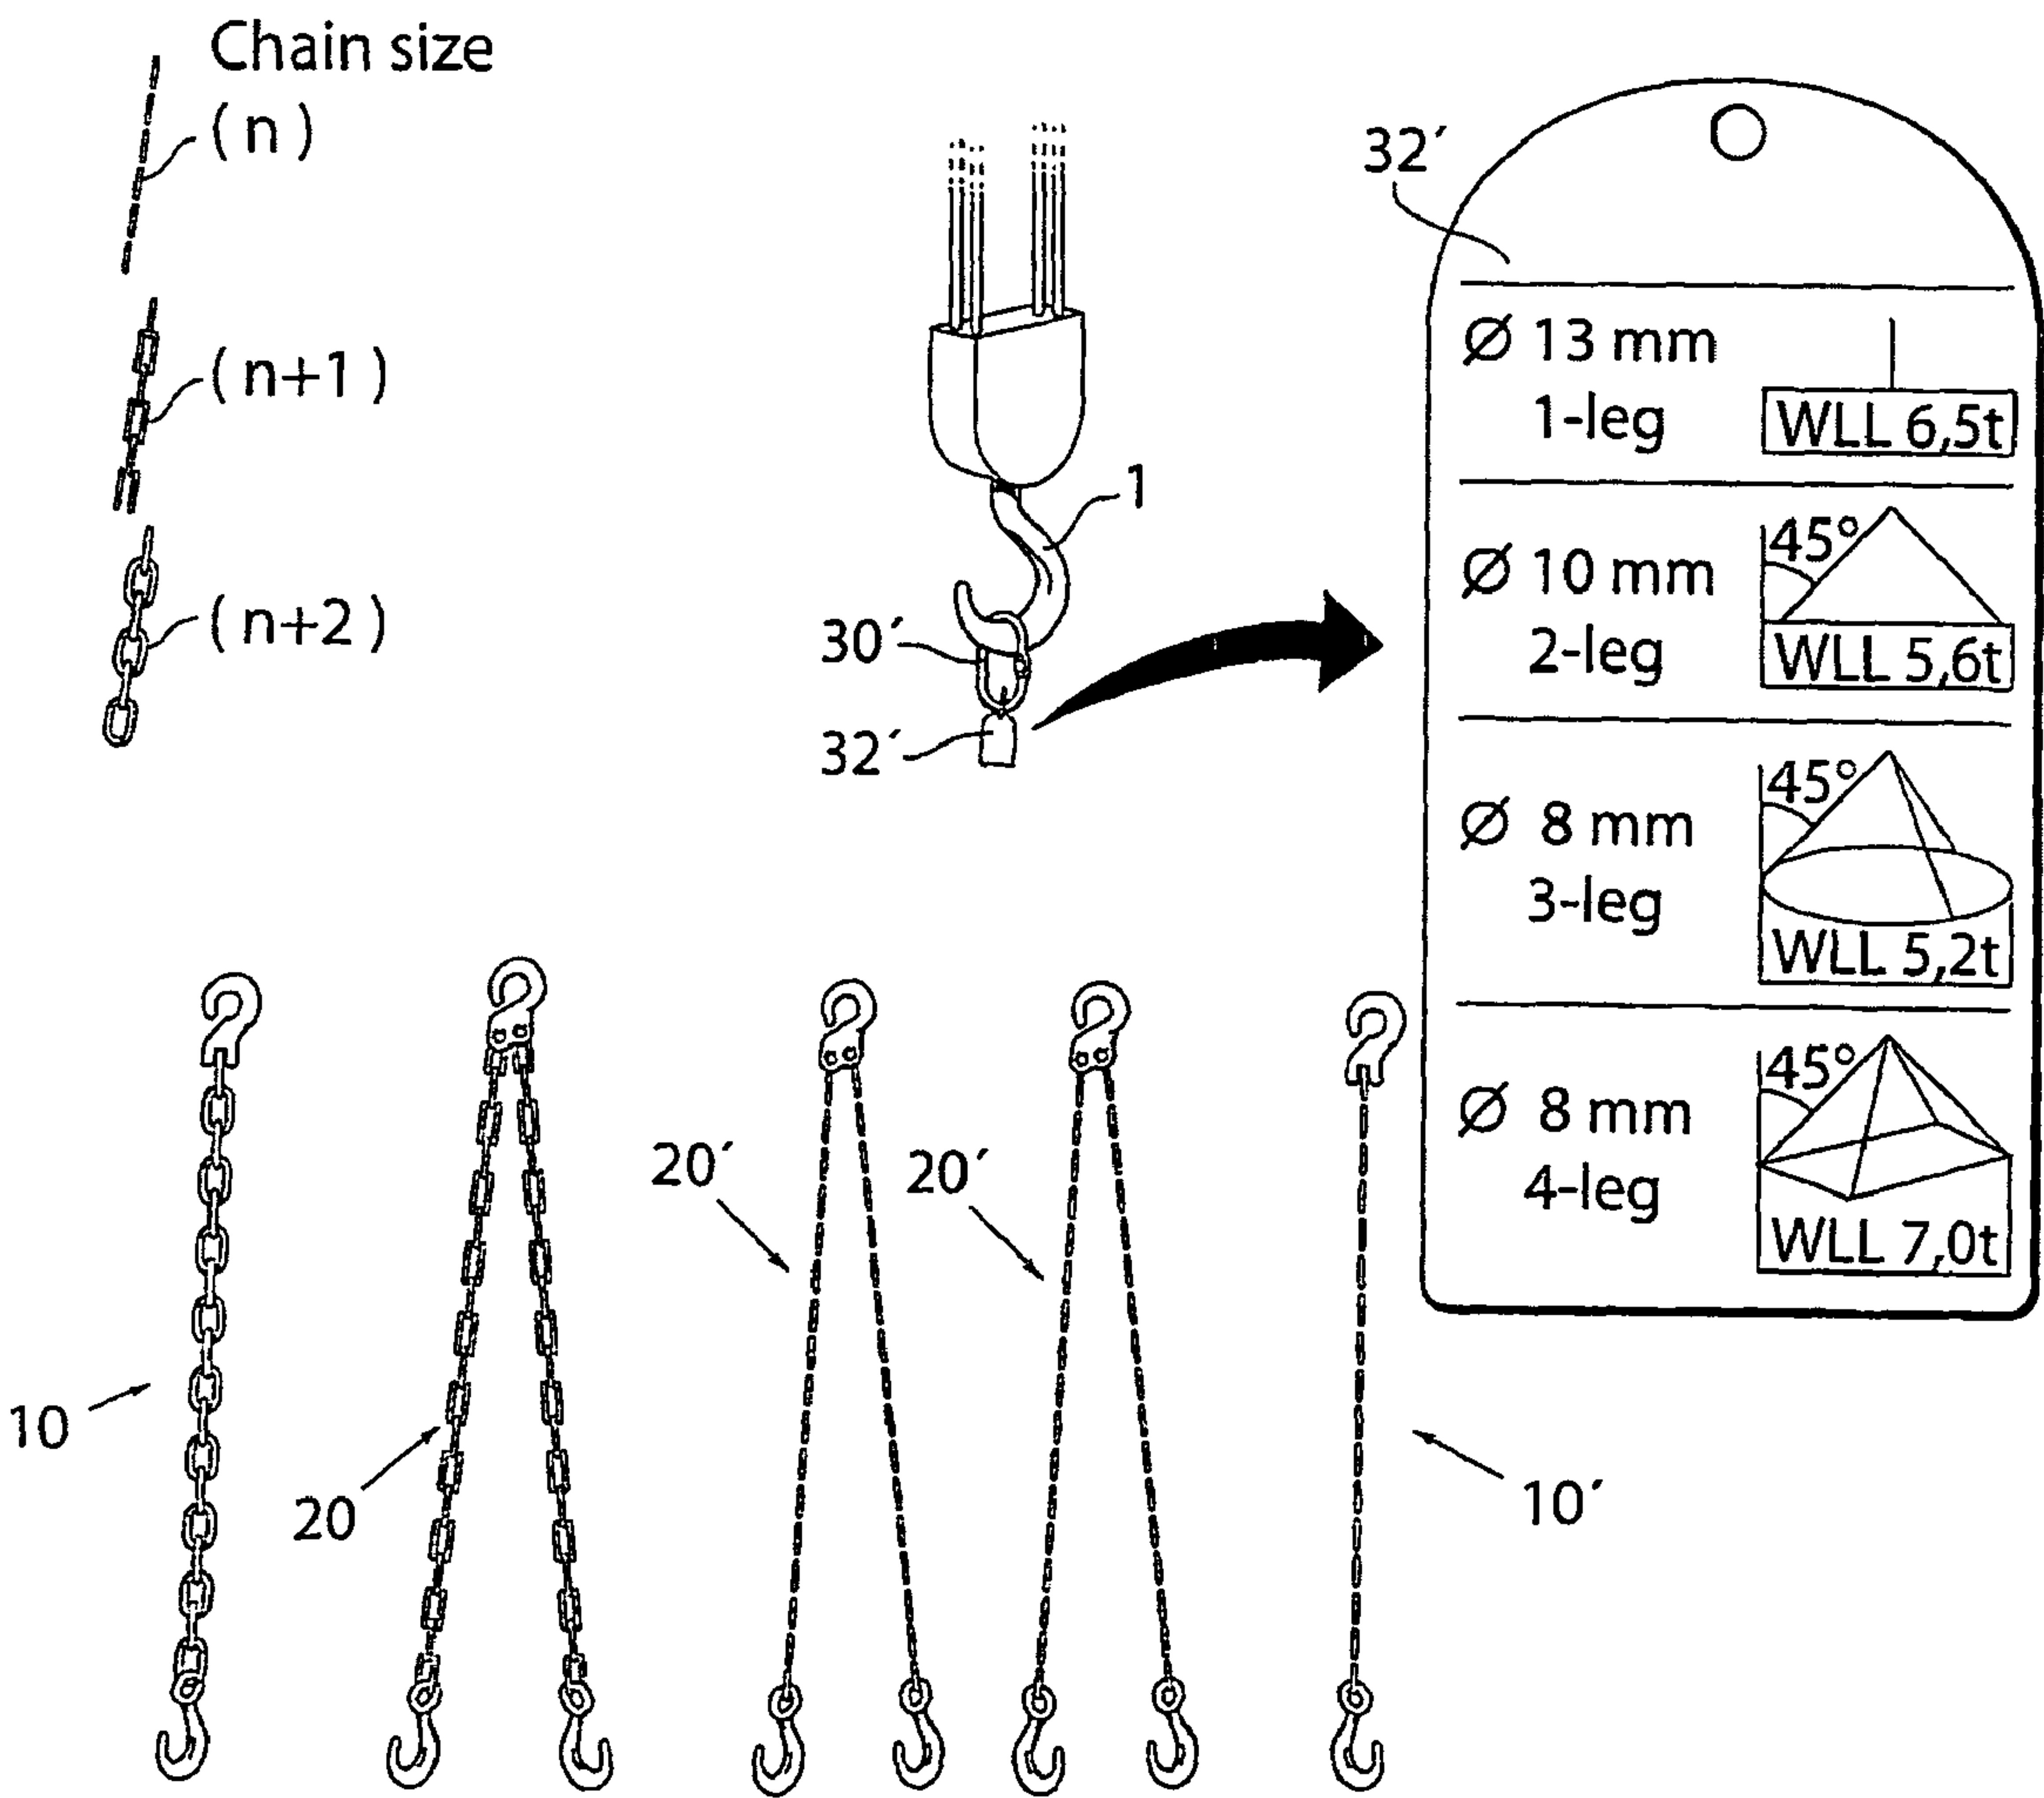 Chain size
(n)
(n+1)
(n+2)
1
30´
32´
32´
Ø 13 mm
1-leg
WLL 6,5t
Ø 10 mm
2-leg
45°
WLL 5,6t
Ø 8 mm
3-leg
45°
WLL 5,2t
Ø 8 mm
4-leg
45°
WLL 7,0t
10
20
20´
20´
10´